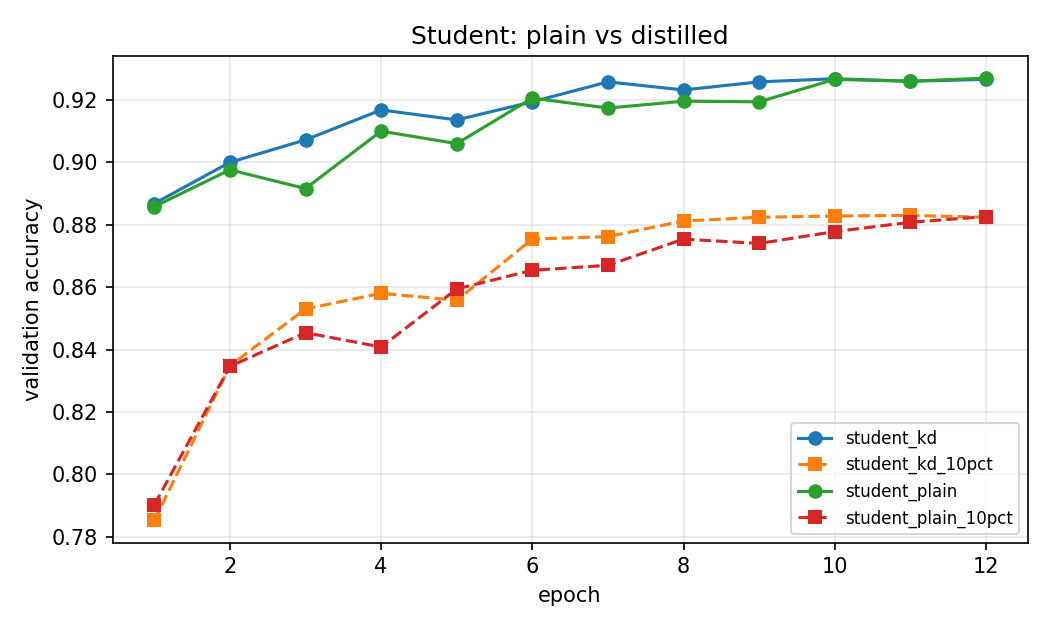 Student: plain vs distilled
validation accuracy
0.92
0.90
0.88
0.86
0.84
0.82
0.80
0.78
student_kd
student_kd_10pct
student_plain
student_plain_10pct
2 4 6 8 10 12
epoch